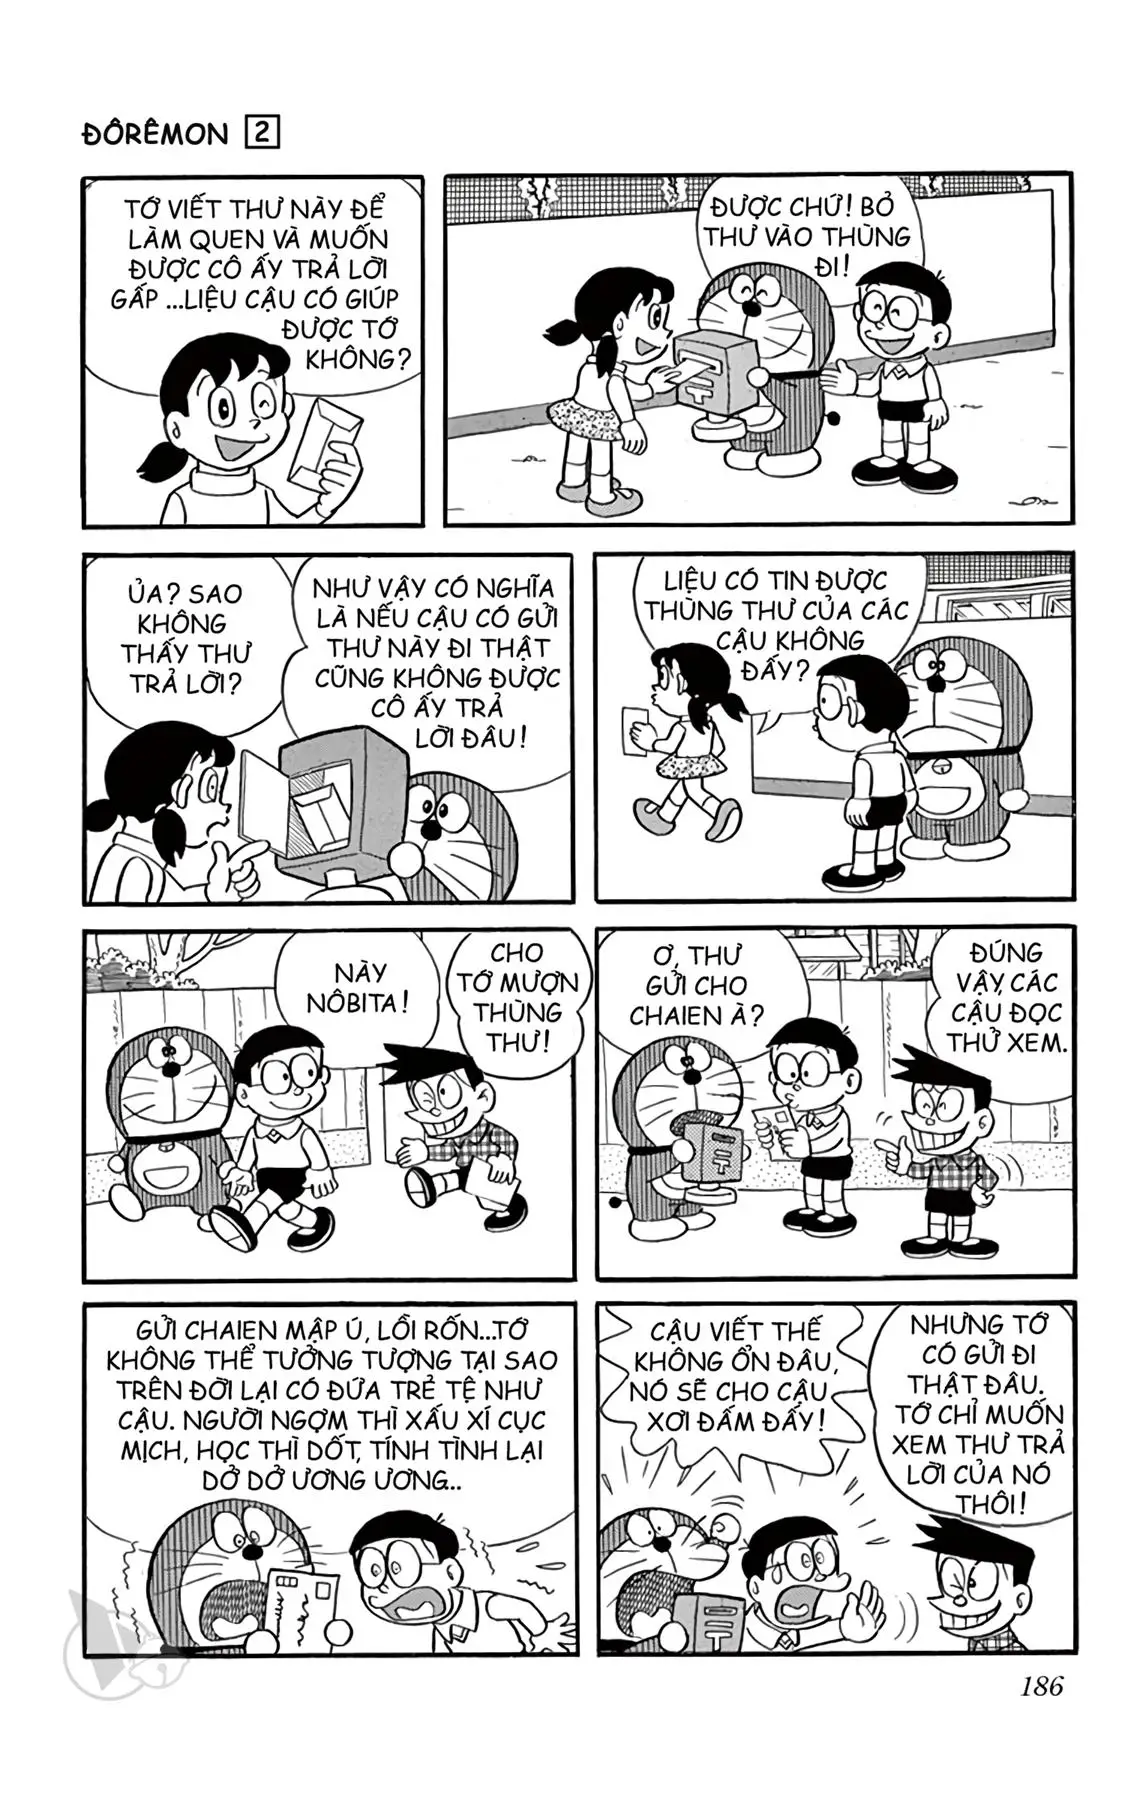 ĐÔRÊMON 2
TỚ VIẾT THƯ NÀY ĐỂ
LÀM QUEN VÀ MUỐN
ĐƯỢC CÔ ẤY TRẢ LỜI
GẤP ...LIỆU CẬU CÓ GIÚP
ĐƯỢC TỚ
KHÔNG?
ĐƯỢC CHỨ! BỎ
THƯ VÀO THÙNG
ĐI!
ỦA? SAO
KHÔNG
THẤY THƯ
TRẢ LỜI?
NHƯ VẬY CÓ NGHĨA
LÀ NẾU CẬU CÓ GỬI
THƯ NÀY ĐI THẬT
CŨNG KHÔNG ĐƯỢC
CÔ ẤY TRẢ
LỜI ĐÂU!
LIỆU CÓ TIN ĐƯỢC
THÙNG THƯ CỦA CÁC
CẬU KHÔNG
ĐẤY?
NÀY
NÔBITA!
CHO
TỚ MƯỢN
THÙNG
THƯ!
Ơ, THƯ
GỬI CHO
CHAIEN À?
ĐÚNG
VẬY, CÁC
CẬU ĐỌC
THỬ XEM.
GỬI CHAIEN MẬP Ú, LỒI RỐN...TỚ
KHÔNG THỂ TƯỞNG TƯỢNG TẠI SAO
TRÊN ĐỜI LẠI CÓ ĐỨA TRẺ TỆ NHƯ
CẬU. NGƯỜI NGỢM THÌ XẤU XÍ CỤC
MỊCH, HỌC THÌ DỐT, TÍNH TÌNH LẠI
DỞ DỞ ƯƠNG ƯƠNG...
CẬU VIẾT THẾ
KHÔNG ỔN ĐÂU,
NÓ SẼ CHO CẬU
XƠI ĐẤM ĐẤY!
NHƯNG TỚ
CÓ GỬI ĐI
THẬT ĐÂU.
TỚ CHỈ MUỐN
XEM THƯ TRẢ
LỜI CỦA NÓ
THÔI!
186